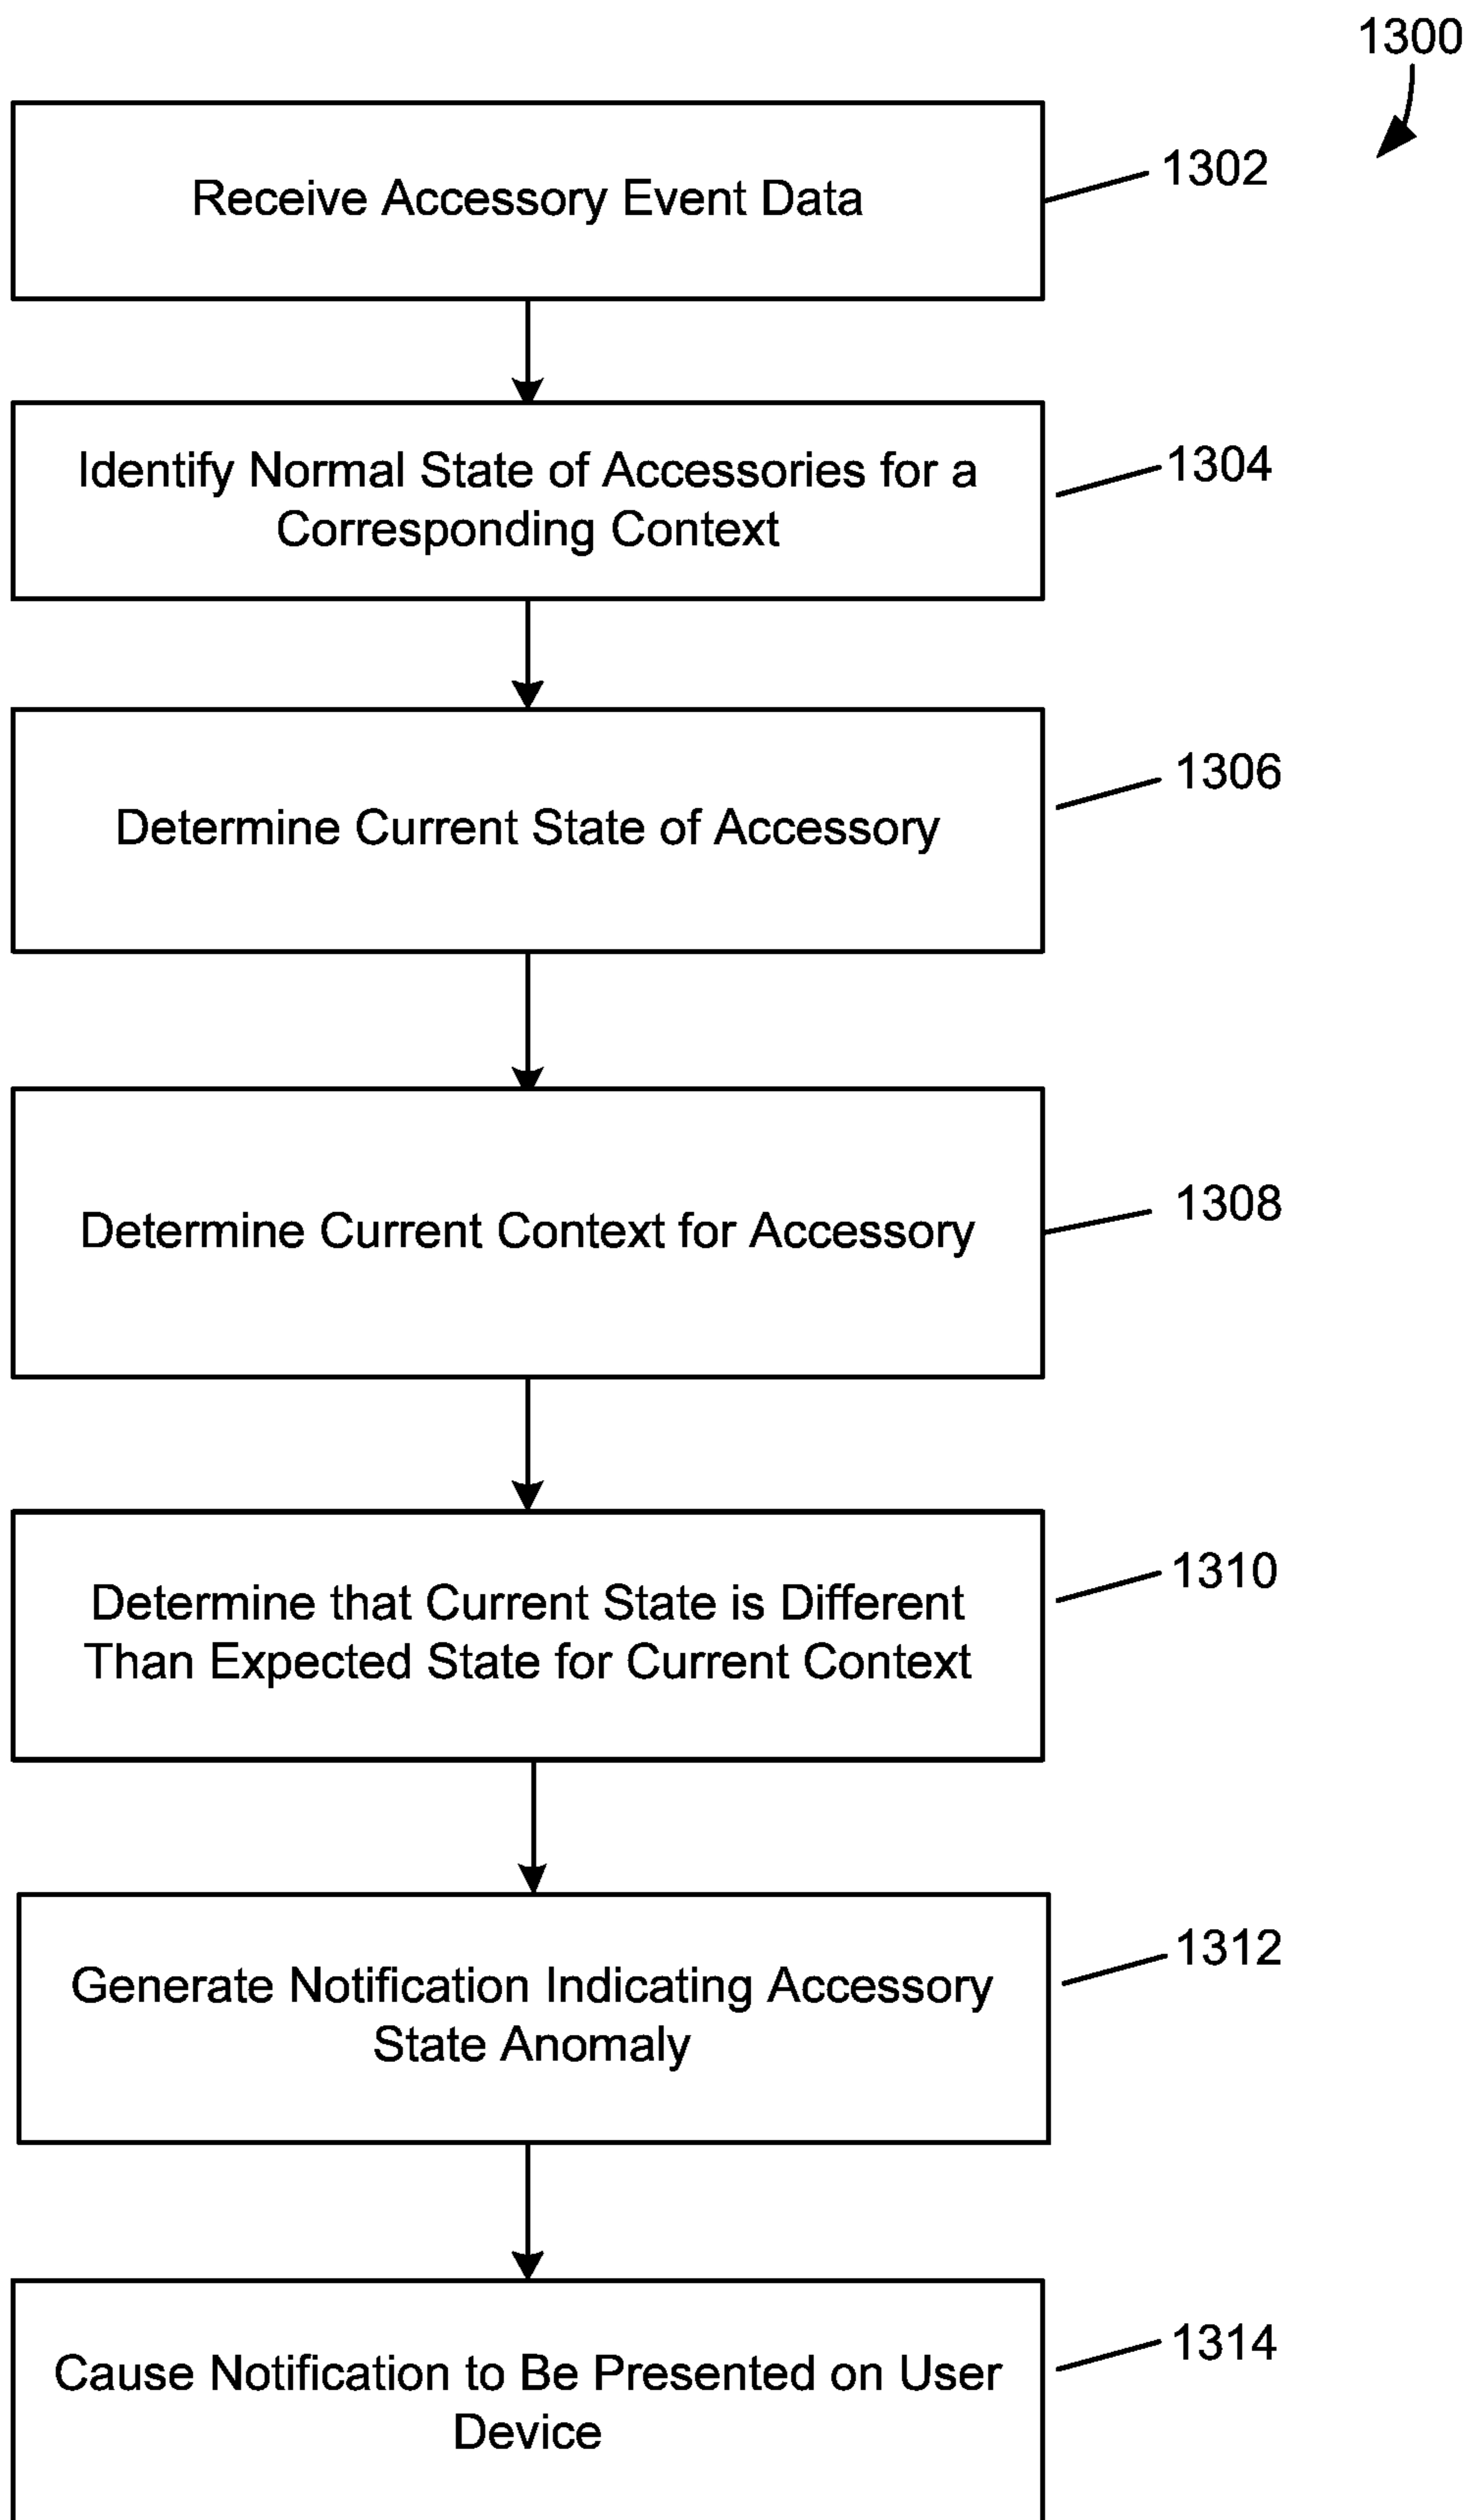 1300
Receive Accessory Event Data
1302
Identify Normal State of Accessories for a
Corresponding Context
1304
Determine Current State of Accessory
1306
Determine Current Context for Accessory
1308
Determine that Current State is Different
Than Expected State for Current Context
1310
Generate Notification Indicating Accessory
State Anomaly
1312
Cause Notification to Be Presented on User
Device
1314